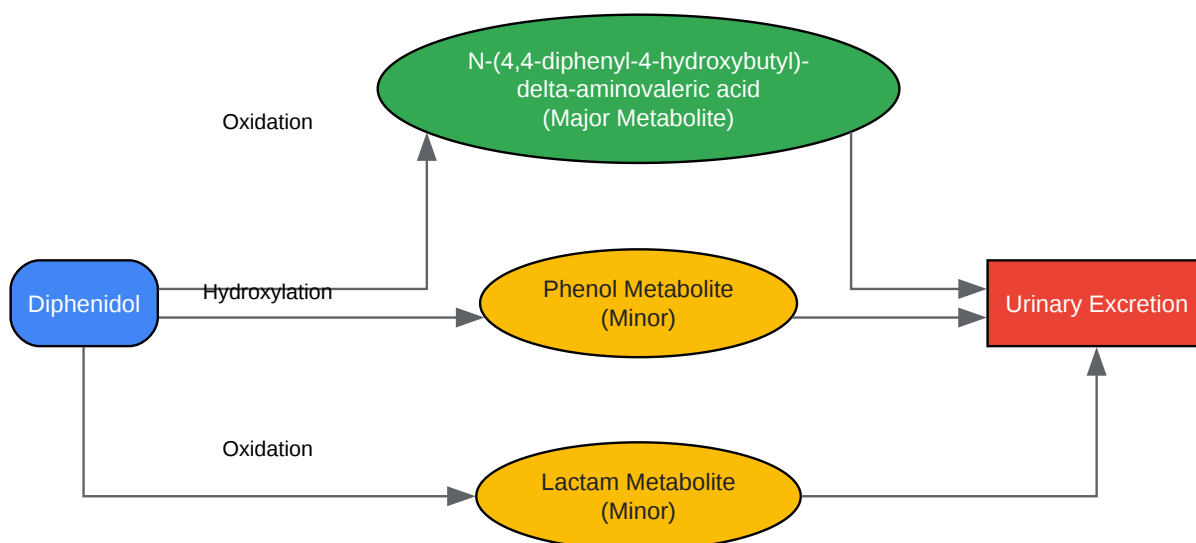 N-(4,4-diphenyl-4-hydroxybutyl)-
delta-aminovaleric acid
(Major Metabolite)
Oxidation
Diphenidol
Hydroxylation
Phenol Metabolite
(Minor)
Urinary Excretion
Oxidation
Lactam Metabolite
(Minor)